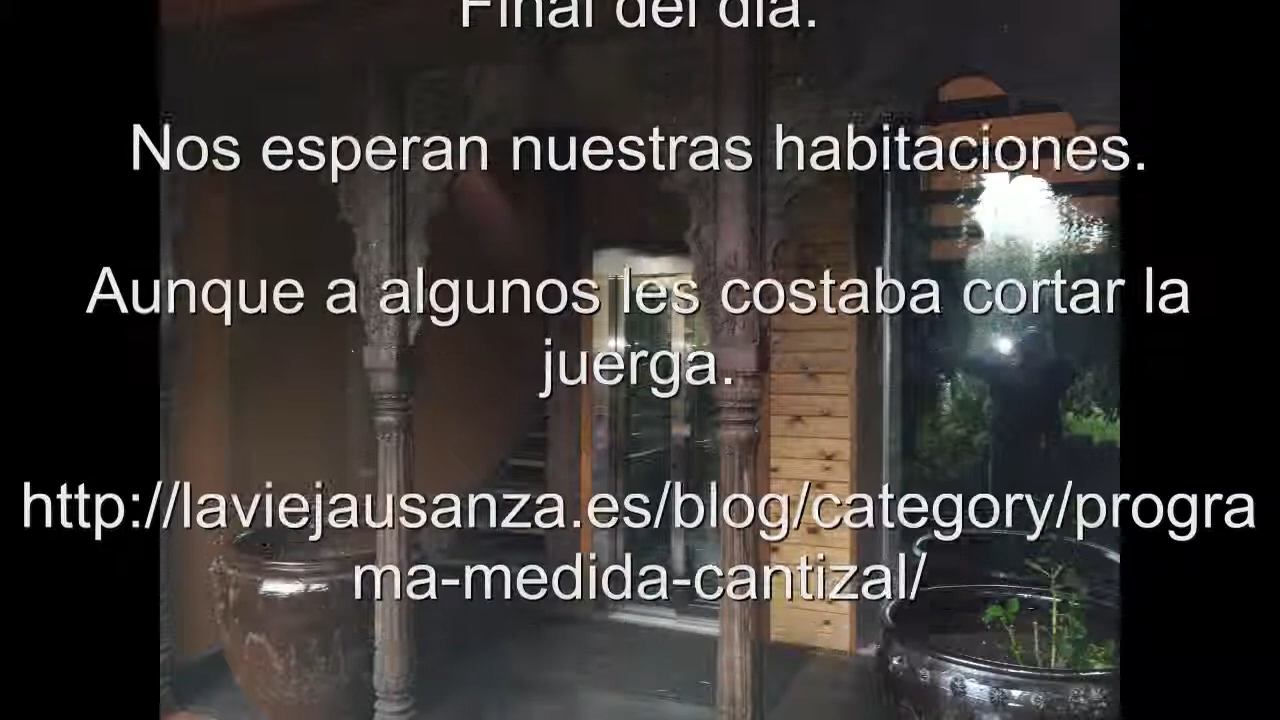 Final del día.
Nos esperan nuestras habitaciones.
Aunque a algunos les costaba cortar la
juerga.
http://laviejausanza.es/blog/category/progra
ma-medida-cantizal/